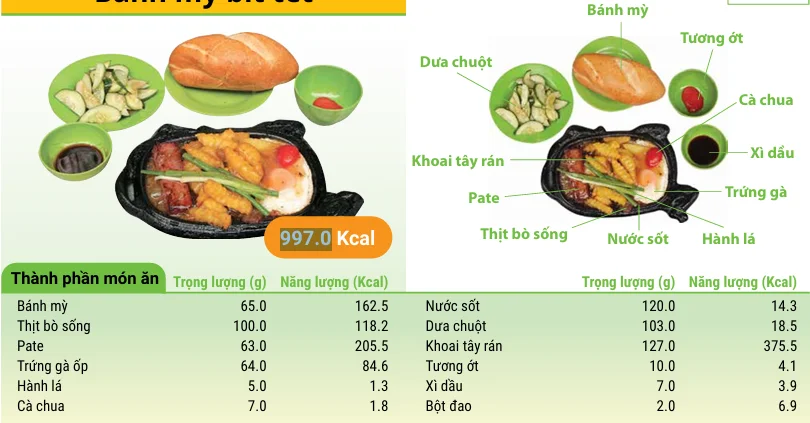 Bánh mỳ bít tết
Bánh mỳ
Tương ớt
Dưa chuột
Cà chua
Xì dầu
Khoai tây rán
Pate
Trứng gà
Thịt bò sống
Nước sốt
Hành lá
997.0 Kcal
Thành phần món ăn Trọng lượng (g) Năng lượng (Kcal) Trọng lượng (g) Năng lượng (Kcal)
Bánh mỳ 65.0 162.5 Nước sốt 120.0 14.3
Thịt bò sống 100.0 118.2 Dưa chuột 103.0 18.5
Pate 63.0 205.5 Khoai tây rán 127.0 375.5
Trứng gà ốp 64.0 84.6 Tương ớt 10.0 4.1
Hành lá 5.0 1.3 Xì dầu 7.0 3.9
Cà chua 7.0 1.8 Bột đao 2.0 6.9